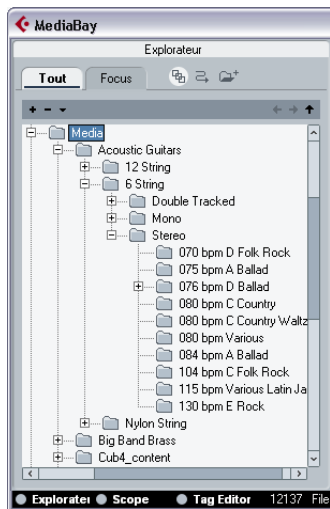 MediaBay
Explorateur
Tout Focus
Media
Acoustic Guitars
12 String
6 String
Double Tracked
Mono
Stereo
070 bpm D Folk Rock
075 bpm A Ballad
076 bpm D Ballad
080 bpm C Country
080 bpm C Country Waltz
080 bpm Various
084 bpm A Ballad
104 bpm C Folk Rock
115 bpm Various Latin Ja
130 bpm E Rock
Nylon String
Big Band Brass
Cub4_content
Explorateu Scope Tag Editor 12137 File